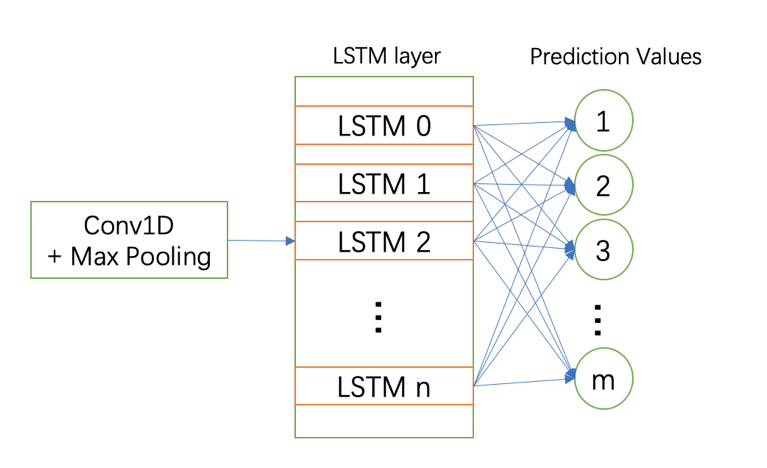 LSTM layer
Prediction Values
LSTM 0
LSTM 1
LSTM 2
⋮
LSTM n
Conv1D
+ Max Pooling
1
2
3
⋮
m